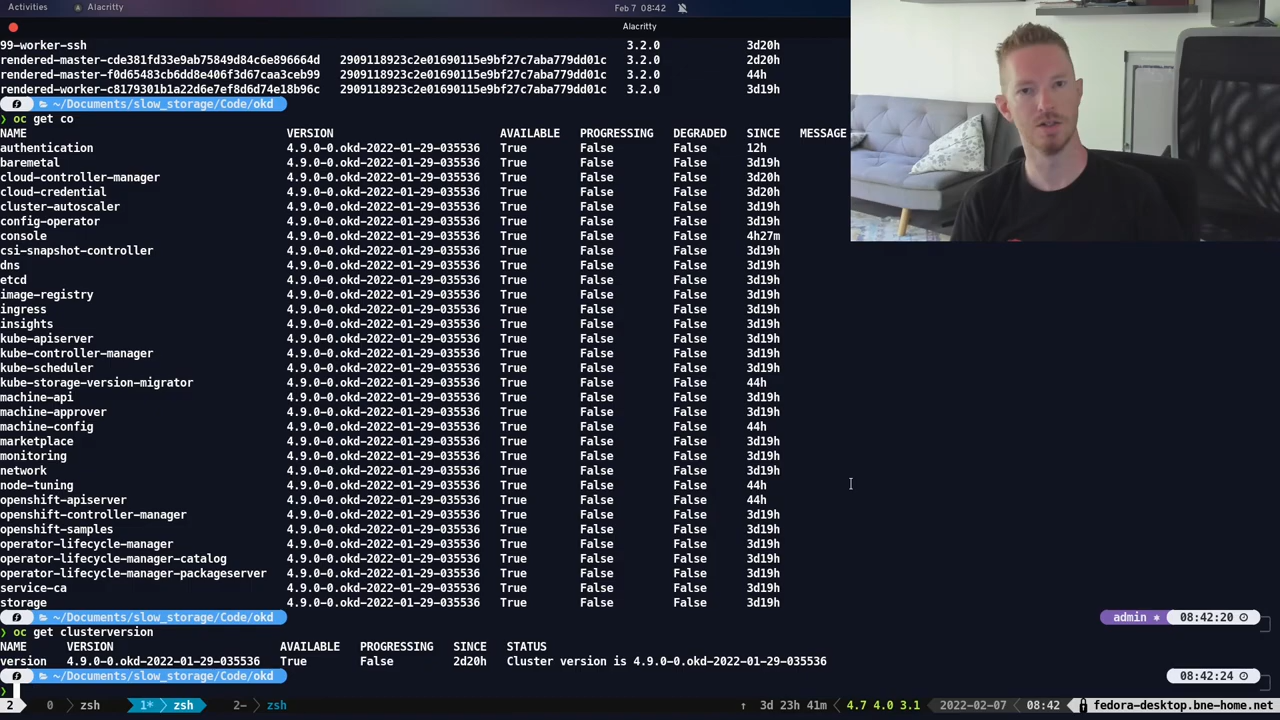 Activities Alacritty Feb 7 08:42
Alacritty
99-worker-ssh 3.2.0 3d20h
rendered-master-cde381fd33e9ab75849d84c6e896664d 2909118923c2e01690115e9bf27c7aba779dd01c 3.2.0 2d20h
rendered-master-f0d65483cb6dd8e406f3d67caa3ceb99 2909118923c2e01690115e9bf27c7aba779dd01c 3.2.0 44h
rendered-worker-c8179301b1a22d6e7ef8d6d74e18b96c 2909118923c2e01690115e9bf27c7aba779dd01c 3.2.0 3d19h
~/Documents/slow_storage/Code/okd
❯ oc get co
NAME VERSION AVAILABLE PROGRESSING DEGRADED SINCE MESSAGE
authentication 4.9.0-0.okd-2022-01-29-035536 True False False 12h
baremetal 4.9.0-0.okd-2022-01-29-035536 True False False 3d19h
cloud-controller-manager 4.9.0-0.okd-2022-01-29-035536 True False False 3d20h
cloud-credential 4.9.0-0.okd-2022-01-29-035536 True False False 3d20h
cluster-autoscaler 4.9.0-0.okd-2022-01-29-035536 True False False 3d19h
config-operator 4.9.0-0.okd-2022-01-29-035536 True False False 3d19h
console 4.9.0-0.okd-2022-01-29-035536 True False False 4h27m
csi-snapshot-controller 4.9.0-0.okd-2022-01-29-035536 True False False 3d19h
dns 4.9.0-0.okd-2022-01-29-035536 True False False 3d19h
etcd 4.9.0-0.okd-2022-01-29-035536 True False False 3d19h
image-registry 4.9.0-0.okd-2022-01-29-035536 True False False 3d19h
ingress 4.9.0-0.okd-2022-01-29-035536 True False False 3d19h
insights 4.9.0-0.okd-2022-01-29-035536 True False False 3d19h
kube-apiserver 4.9.0-0.okd-2022-01-29-035536 True False False 3d19h
kube-controller-manager 4.9.0-0.okd-2022-01-29-035536 True False False 3d19h
kube-scheduler 4.9.0-0.okd-2022-01-29-035536 True False False 3d19h
kube-storage-version-migrator 4.9.0-0.okd-2022-01-29-035536 True False False 44h
machine-api 4.9.0-0.okd-2022-01-29-035536 True False False 3d19h
machine-approver 4.9.0-0.okd-2022-01-29-035536 True False False 3d19h
machine-config 4.9.0-0.okd-2022-01-29-035536 True False False 44h
marketplace 4.9.0-0.okd-2022-01-29-035536 True False False 3d19h
monitoring 4.9.0-0.okd-2022-01-29-035536 True False False 3d19h
network 4.9.0-0.okd-2022-01-29-035536 True False False 3d19h
node-tuning 4.9.0-0.okd-2022-01-29-035536 True False False 44h
openshift-apiserver 4.9.0-0.okd-2022-01-29-035536 True False False 44h
openshift-controller-manager 4.9.0-0.okd-2022-01-29-035536 True False False 3d19h
openshift-samples 4.9.0-0.okd-2022-01-29-035536 True False False 3d19h
operator-lifecycle-manager 4.9.0-0.okd-2022-01-29-035536 True False False 3d19h
operator-lifecycle-manager-catalog 4.9.0-0.okd-2022-01-29-035536 True False False 3d19h
operator-lifecycle-manager-packageserver 4.9.0-0.okd-2022-01-29-035536 True False False 3d19h
service-ca 4.9.0-0.okd-2022-01-29-035536 True False False 3d19h
storage 4.9.0-0.okd-2022-01-29-035536 True False False 3d19h
~/Documents/slow_storage/Code/okd admin 08:42:20
❯ oc get clusterversion
NAME VERSION AVAILABLE PROGRESSING SINCE STATUS
version 4.9.0-0.okd-2022-01-29-035536 True False 2d20h Cluster version is 4.9.0-0.okd-2022-01-29-035536
~/Documents/slow_storage/Code/okd 08:42:24
❯
2 0 zsh 1* zsh 2- zsh ↑ 3d 23h 41m 4.7 4.0 3.1 2022-02-07 08:42 fedora-desktop.bne-home.net